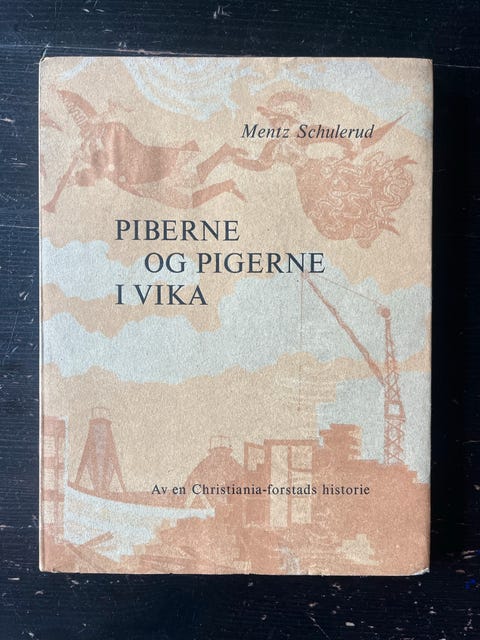 Mentz Schulerud
PIBERNE
OG PIGERNE
I VIKA
Av en Christiania-forstads historie